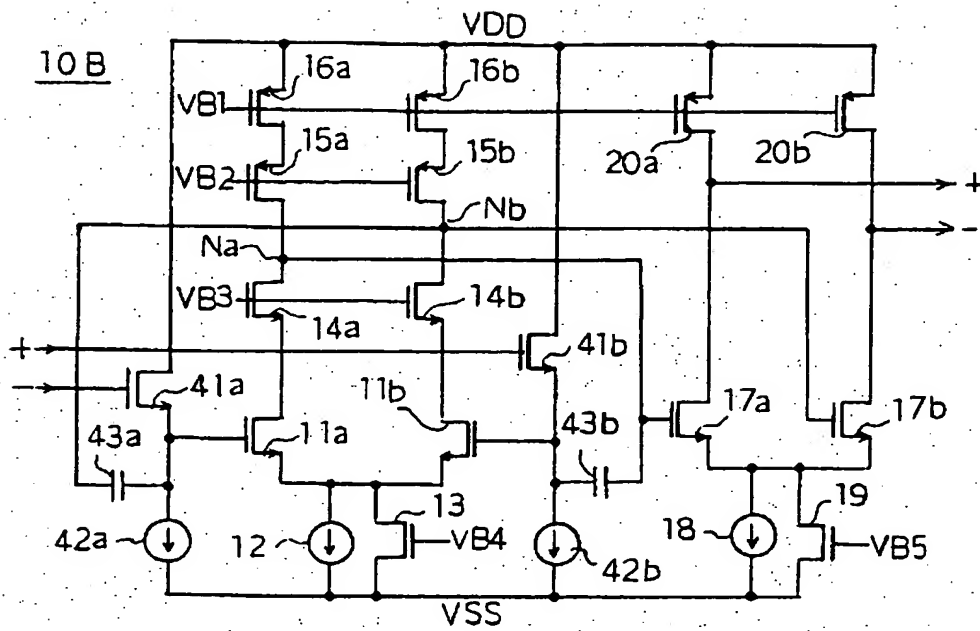 VDD
10B
16a
16b
VB1
20a
20b
15a
15b
VB2
+
Nb
-
Na
VB3
14a
14b
+
41b
-
41a
11b
17a
17b
43a
11a
43b
13
19
42a
12
VB4
42b
18
VB5
VSS